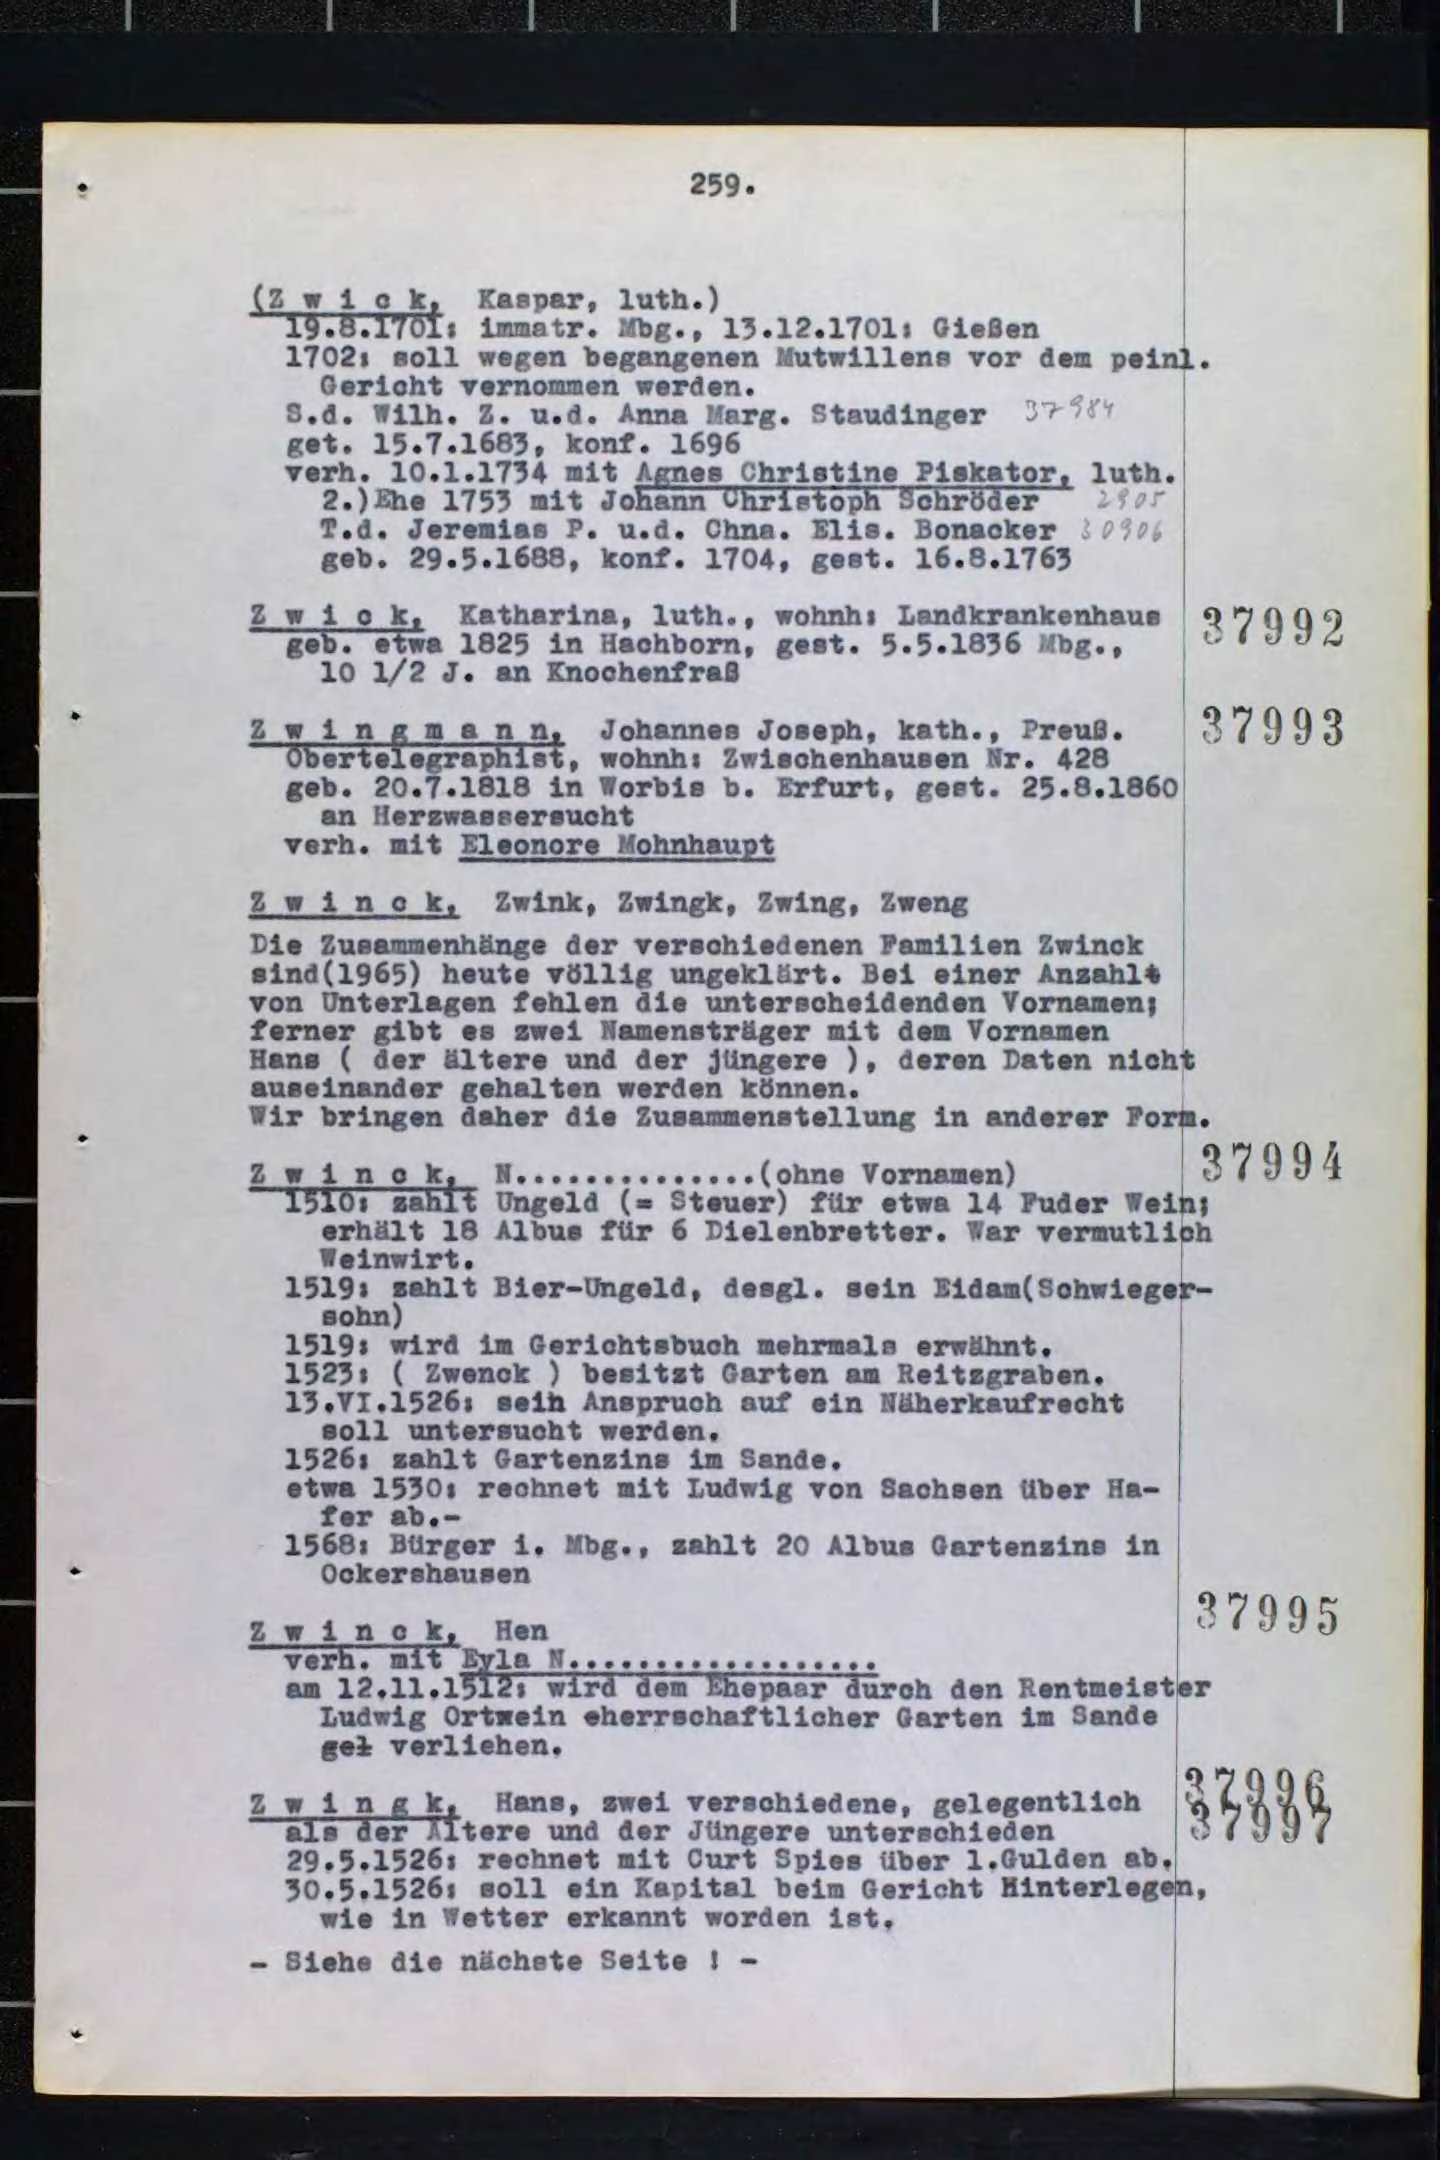 259.
(Z w i c k, Kaspar, luth.)
19.8.1701: immatr. Mbg., 13.12.1701: Gießen
1702: soll wegen begangenen Mutwillens vor dem peinl.
Gericht vernommen werden.
S.d. Wilh. Z. u.d. Anna Marg. Staudinger 37984
get. 15.7.1683, konf. 1696
verh. 10.1.1734 mit Agnes Christine Piskator, luth.
2.)Ehe 1753 mit Johann Christoph Schröder 2905
T.d. Jeremias P. u.d. Chna. Elis. Bonacker 30906
geb. 29.5.1688, konf. 1704, gest. 16.8.1763
Z w i c k, Katharina, luth., wohnh: Landkrankenhaus 37992
geb. etwa 1825 in Hachborn, gest. 5.5.1836 Mbg.,
10 1/2 J. an Knochenfraß
Z w i n g m a n n, Johannes Joseph, kath., Preuß. 37993
Obertelegraphist, wohnh: Zwischenhausen Nr. 428
geb. 20.7.1818 in Worbis b. Erfurt, gest. 25.8.1860
an Herzwassersucht
verh. mit Eleonore Mohnhaupt
Z w i n c k, Zwink, Zwingk, Zwing, Zweng
Die Zusammenhänge der verschiedenen Familien Zwinck
sind(1965) heute völlig ungeklärt. Bei einer Anzahlt
von Unterlagen fehlen die unterscheidenden Vornamen;
ferner gibt es zwei Namensträger mit dem Vornamen
Hans ( der ältere und der jüngere ), deren Daten nicht
auseinander gehalten werden können.
Wir bringen daher die Zusammenstellung in anderer Form.
Z w i n c k, N..............(ohne Vornamen) 37994
1510: zahlt Ungeld (= Steuer) für etwa 14 Fuder Wein;
erhält 18 Albus für 6 Dielenbretter. War vermutlich
Weinwirt.
1519: zahlt Bier-Ungeld, desgl. sein Eidam(Schwieger-
sohn)
1519: wird im Gerichtsbuch mehrmals erwähnt.
1523: ( Zwenck ) besitzt Garten am Reitzgraben.
13.VI.1526: sein Anspruch auf ein Näherkaufrecht
soll untersucht werden.
1526: zahlt Gartenzins im Sande.
etwa 1530: rechnet mit Ludwig von Sachsen über Ha-
fer ab.-
1568: Bürger i. Mbg., zahlt 20 Albus Gartenzins in
Ockershausen
Z w i n c k, Hen 37995
verh. mit Eyla N..................
am 12.11.1512: wird dem Ehepaar durch den Rentmeister
Ludwig Ortwein eherrschaftlicher Garten im Sande
gel verliehen.
Z w i n g k, Hans, zwei verschiedene, gelegentlich 37996
als der Ältere und der Jüngere unterschieden 37997
29.5.1526: rechnet mit Curt Spies über 1.Gulden ab.
30.5.1526: soll ein Kapital beim Gericht Hinterlegen,
wie in Wetter erkannt worden ist.
- Siehe die nächste Seite ! -